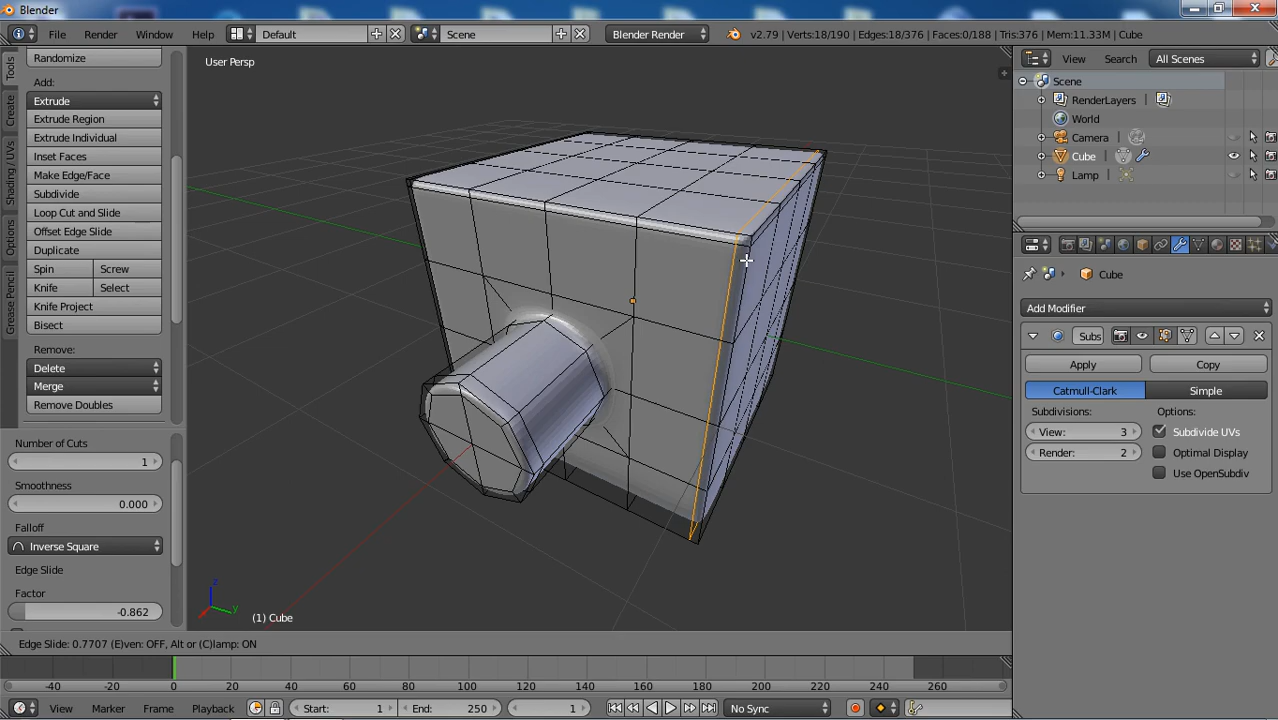 Blender
File Render Window Help Default Scene Blender Render v2.79 | Verts:18/190 | Edges:18/376 | Faces:0/188 | Tris:376 | Mem:11.33M | Cube
Tools
Create
Shading / UVs
Options
Grease Pencil
Randomize
Add:
Extrude
Extrude Region
Extrude Individual
Inset Faces
Make Edge/Face
Subdivide
Loop Cut and Slide
Offset Edge Slide
Duplicate
Spin Screw
Knife Select
Knife Project
Bisect
Remove:
Delete
Merge
Remove Doubles
Number of Cuts
1
Smoothness
0.000
Falloff
Inverse Square
Edge Slide
Factor
-0.862
User Persp
z
y
(1) Cube
Edge Slide: 0.7707 (E)ven: OFF, Alt or (C)lamp: ON
View Search All Scenes
Scene
RenderLayers
World
Camera
Cube
Lamp
Cube
Add Modifier
Subs
Apply Copy
Catmull-Clark Simple
Subdivisions: Options:
View: 3 Subdivide UVs
Render: 2 Optimal Display
Use OpenSubdiv
-40 -20 0 20 40 60 80 100 120 140 160 180 200 220 240 260
View Marker Frame Playback Start: 1 End: 250 1 No Sync